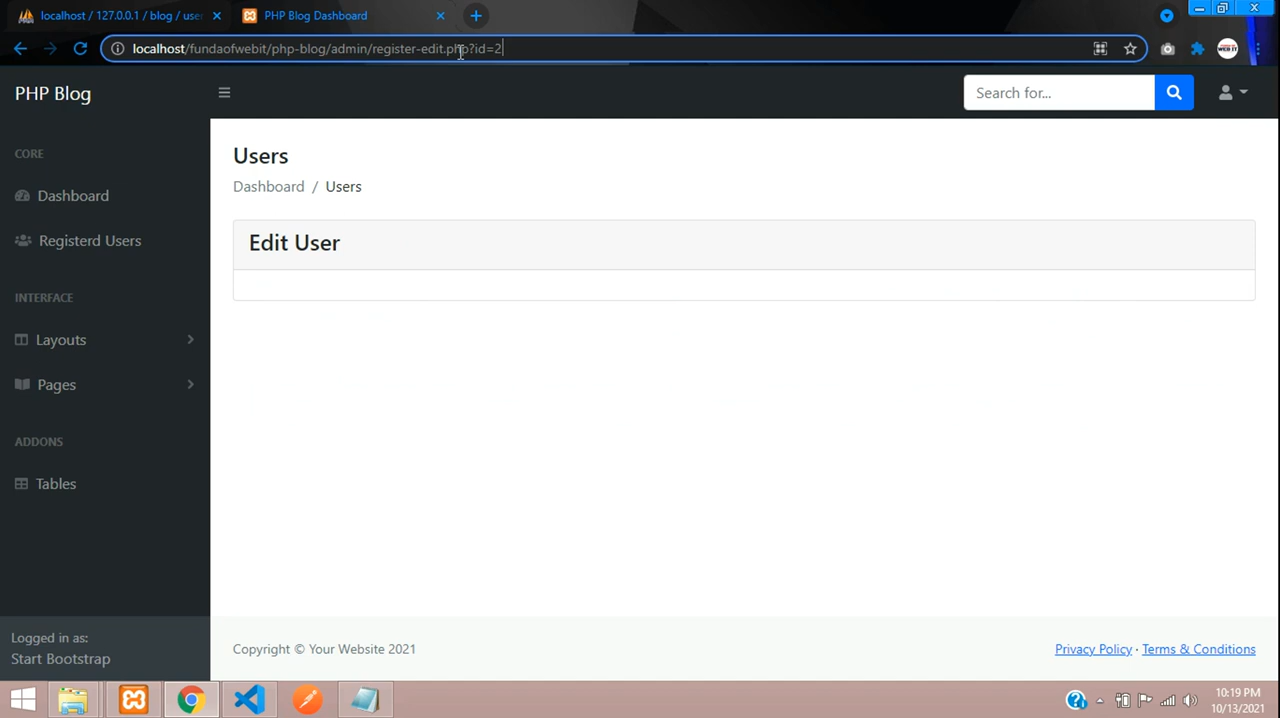 localhost / 127.0.0.1 / blog / user
PHP Blog Dashboard
localhost/fundaofwebit/php-blog/admin/register-edit.php?id=2
PHP Blog
Search for...
CORE
Dashboard
Registerd Users
INTERFACE
Layouts
Pages
ADDONS
Tables
Logged in as:
Start Bootstrap
Users
Dashboard / Users
Edit User
Copyright © Your Website 2021
Privacy Policy · Terms & Conditions
10:19 PM
10/13/2021